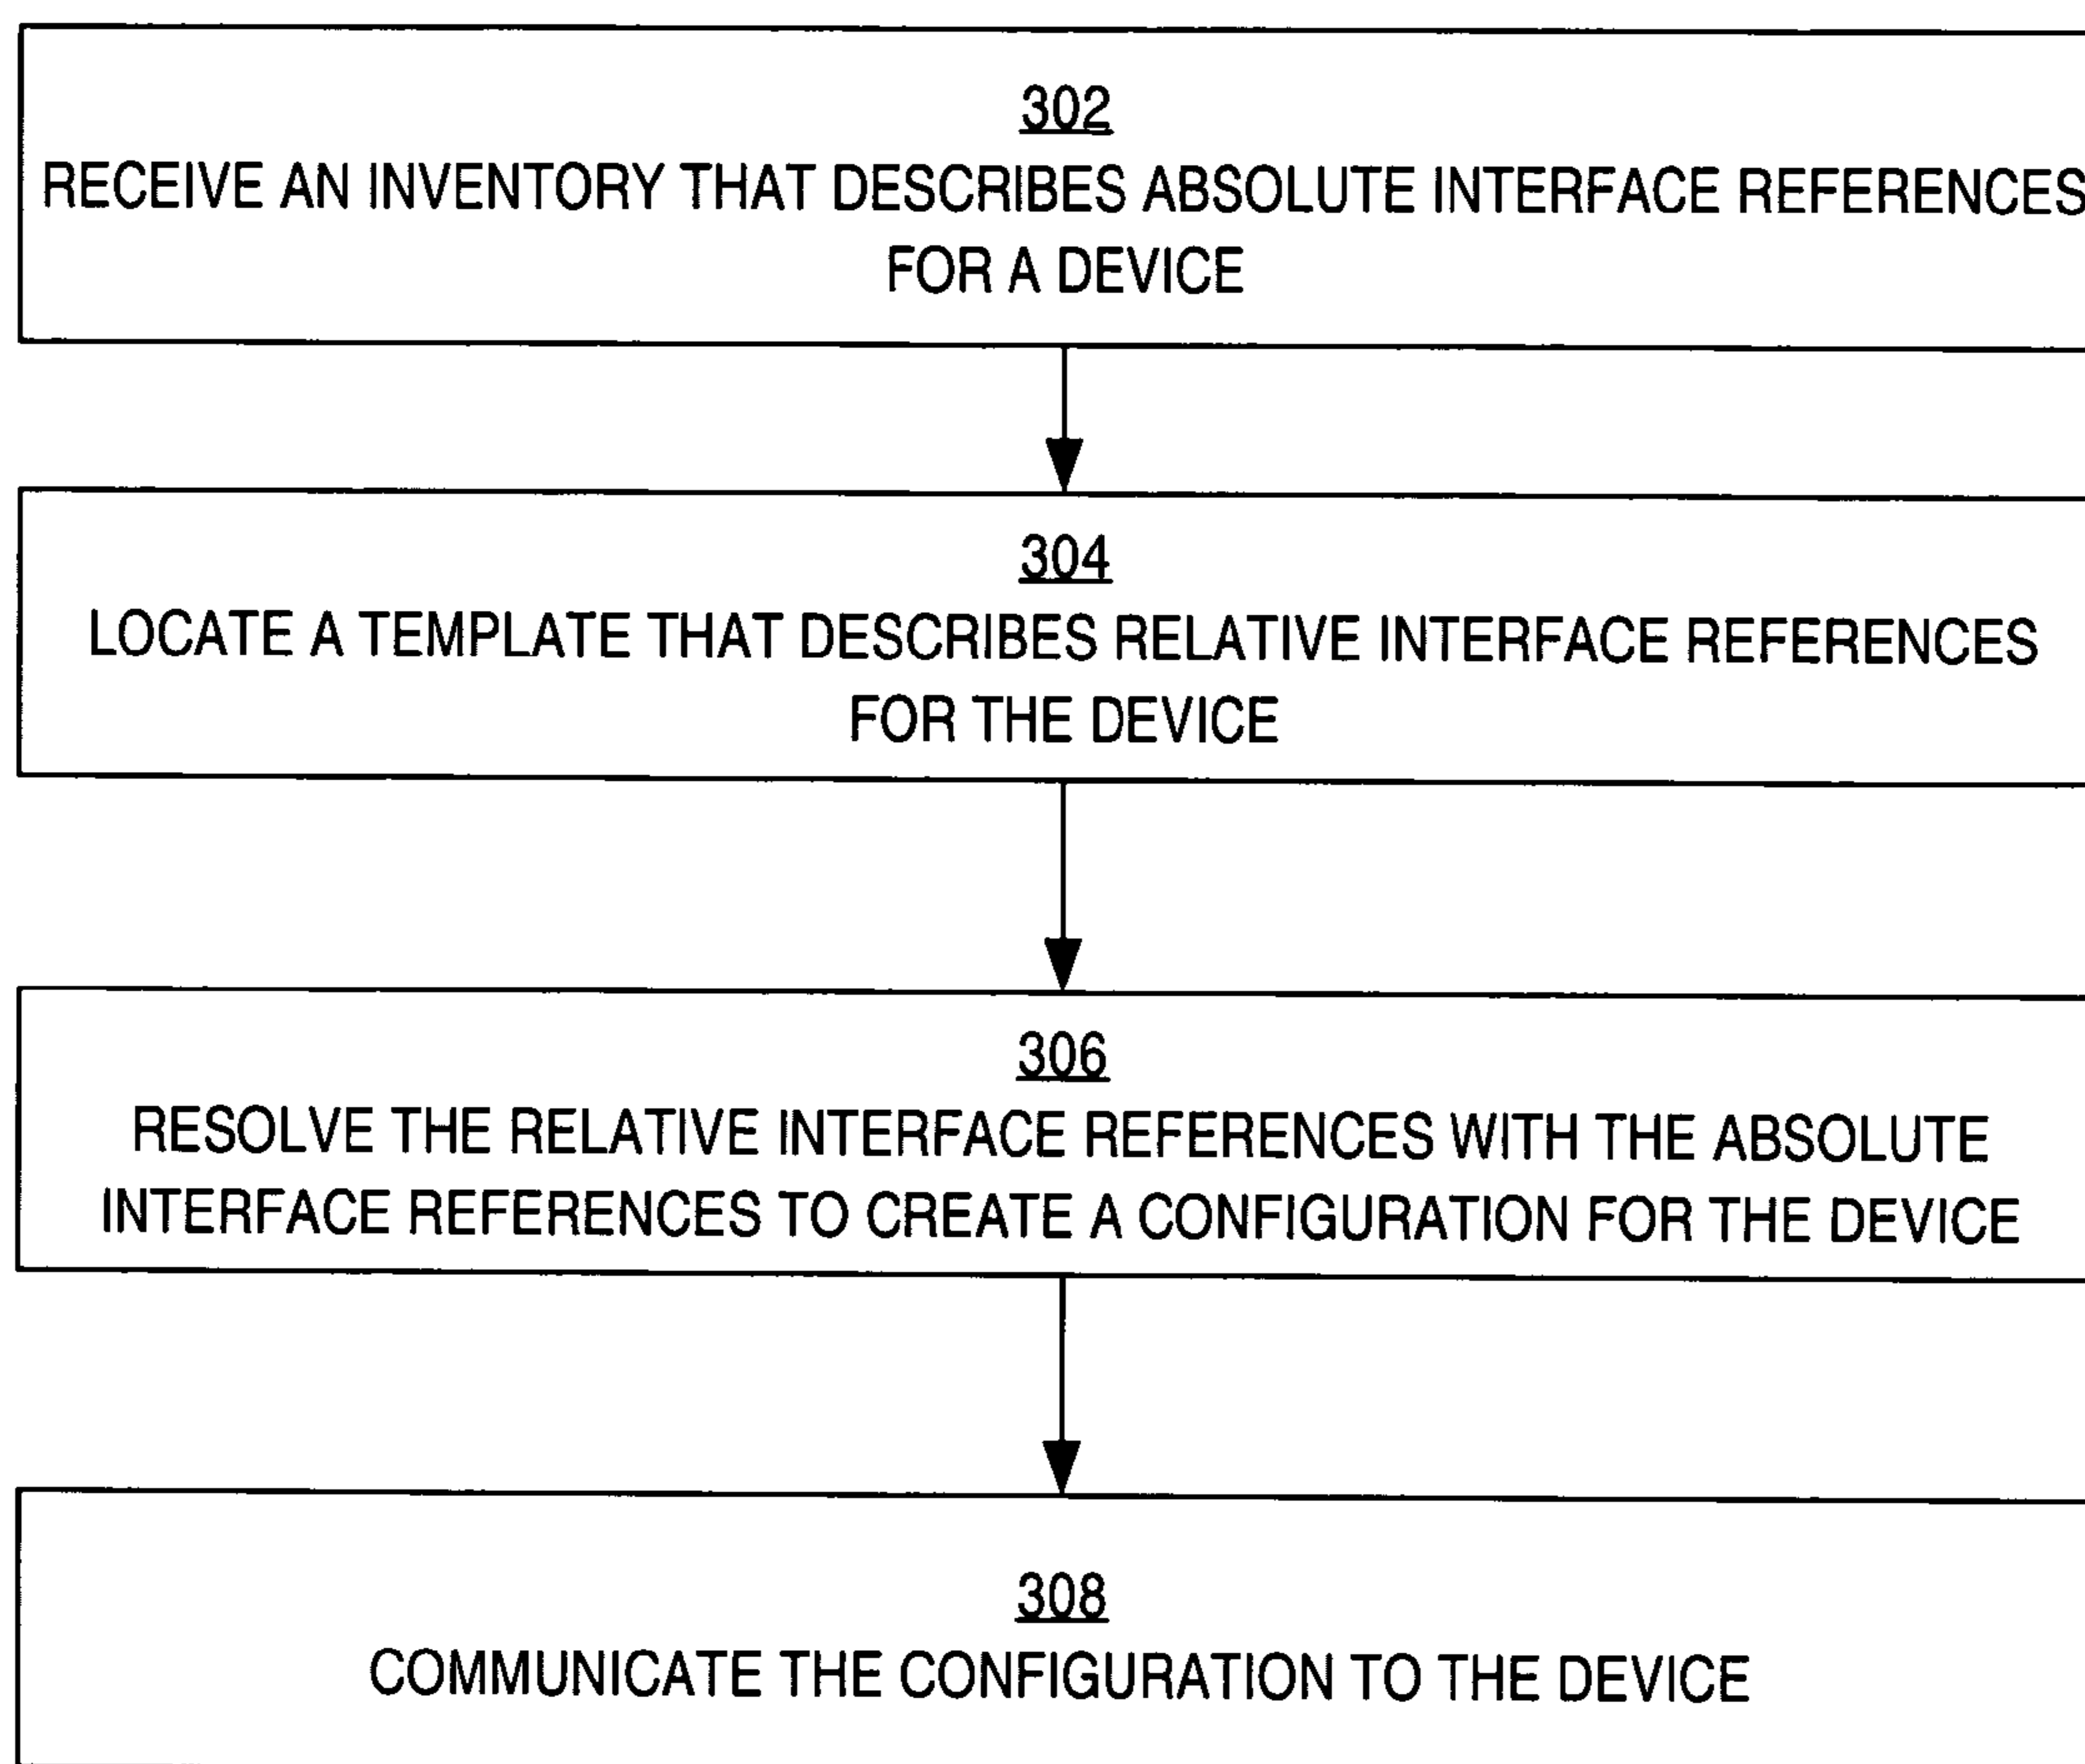 302
RECEIVE AN INVENTORY THAT DESCRIBES ABSOLUTE INTERFACE REFERENCES
FOR A DEVICE
304
LOCATE A TEMPLATE THAT DESCRIBES RELATIVE INTERFACE REFERENCES
FOR THE DEVICE
306
RESOLVE THE RELATIVE INTERFACE REFERENCES WITH THE ABSOLUTE
INTERFACE REFERENCES TO CREATE A CONFIGURATION FOR THE DEVICE
308
COMMUNICATE THE CONFIGURATION TO THE DEVICE